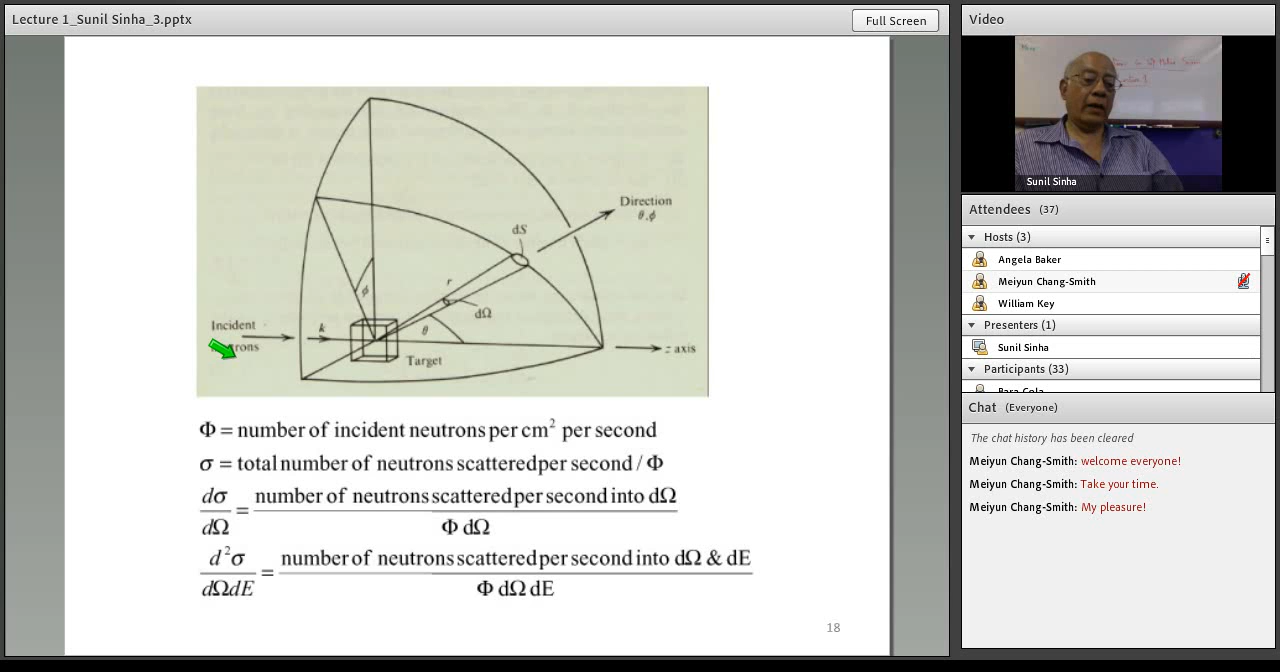 Lecture 1_Sunil Sinha_3.pptx
Full Screen
Direction
θ,ϕ
dS
r
dΩ
ϕ
θ
Incident
k
Target
z axis
Φ = number of incident neutrons per cm² per second
σ = total number of neutrons scattered per second / Φ
dσ/dΩ = number of neutrons scattered per second into dΩ / Φ dΩ
d²σ/dΩdE = number of neutrons scattered per second into dΩ & dE / Φ dΩ dE
18
Video
Sunil Sinha
Attendees (37)
Hosts (3)
Angela Baker
Meiyun Chang-Smith
William Key
Presenters (1)
Sunil Sinha
Participants (33)
Chat (Everyone)
The chat history has been cleared
Meiyun Chang-Smith: welcome everyone!
Meiyun Chang-Smith: Take your time.
Meiyun Chang-Smith: My pleasure!